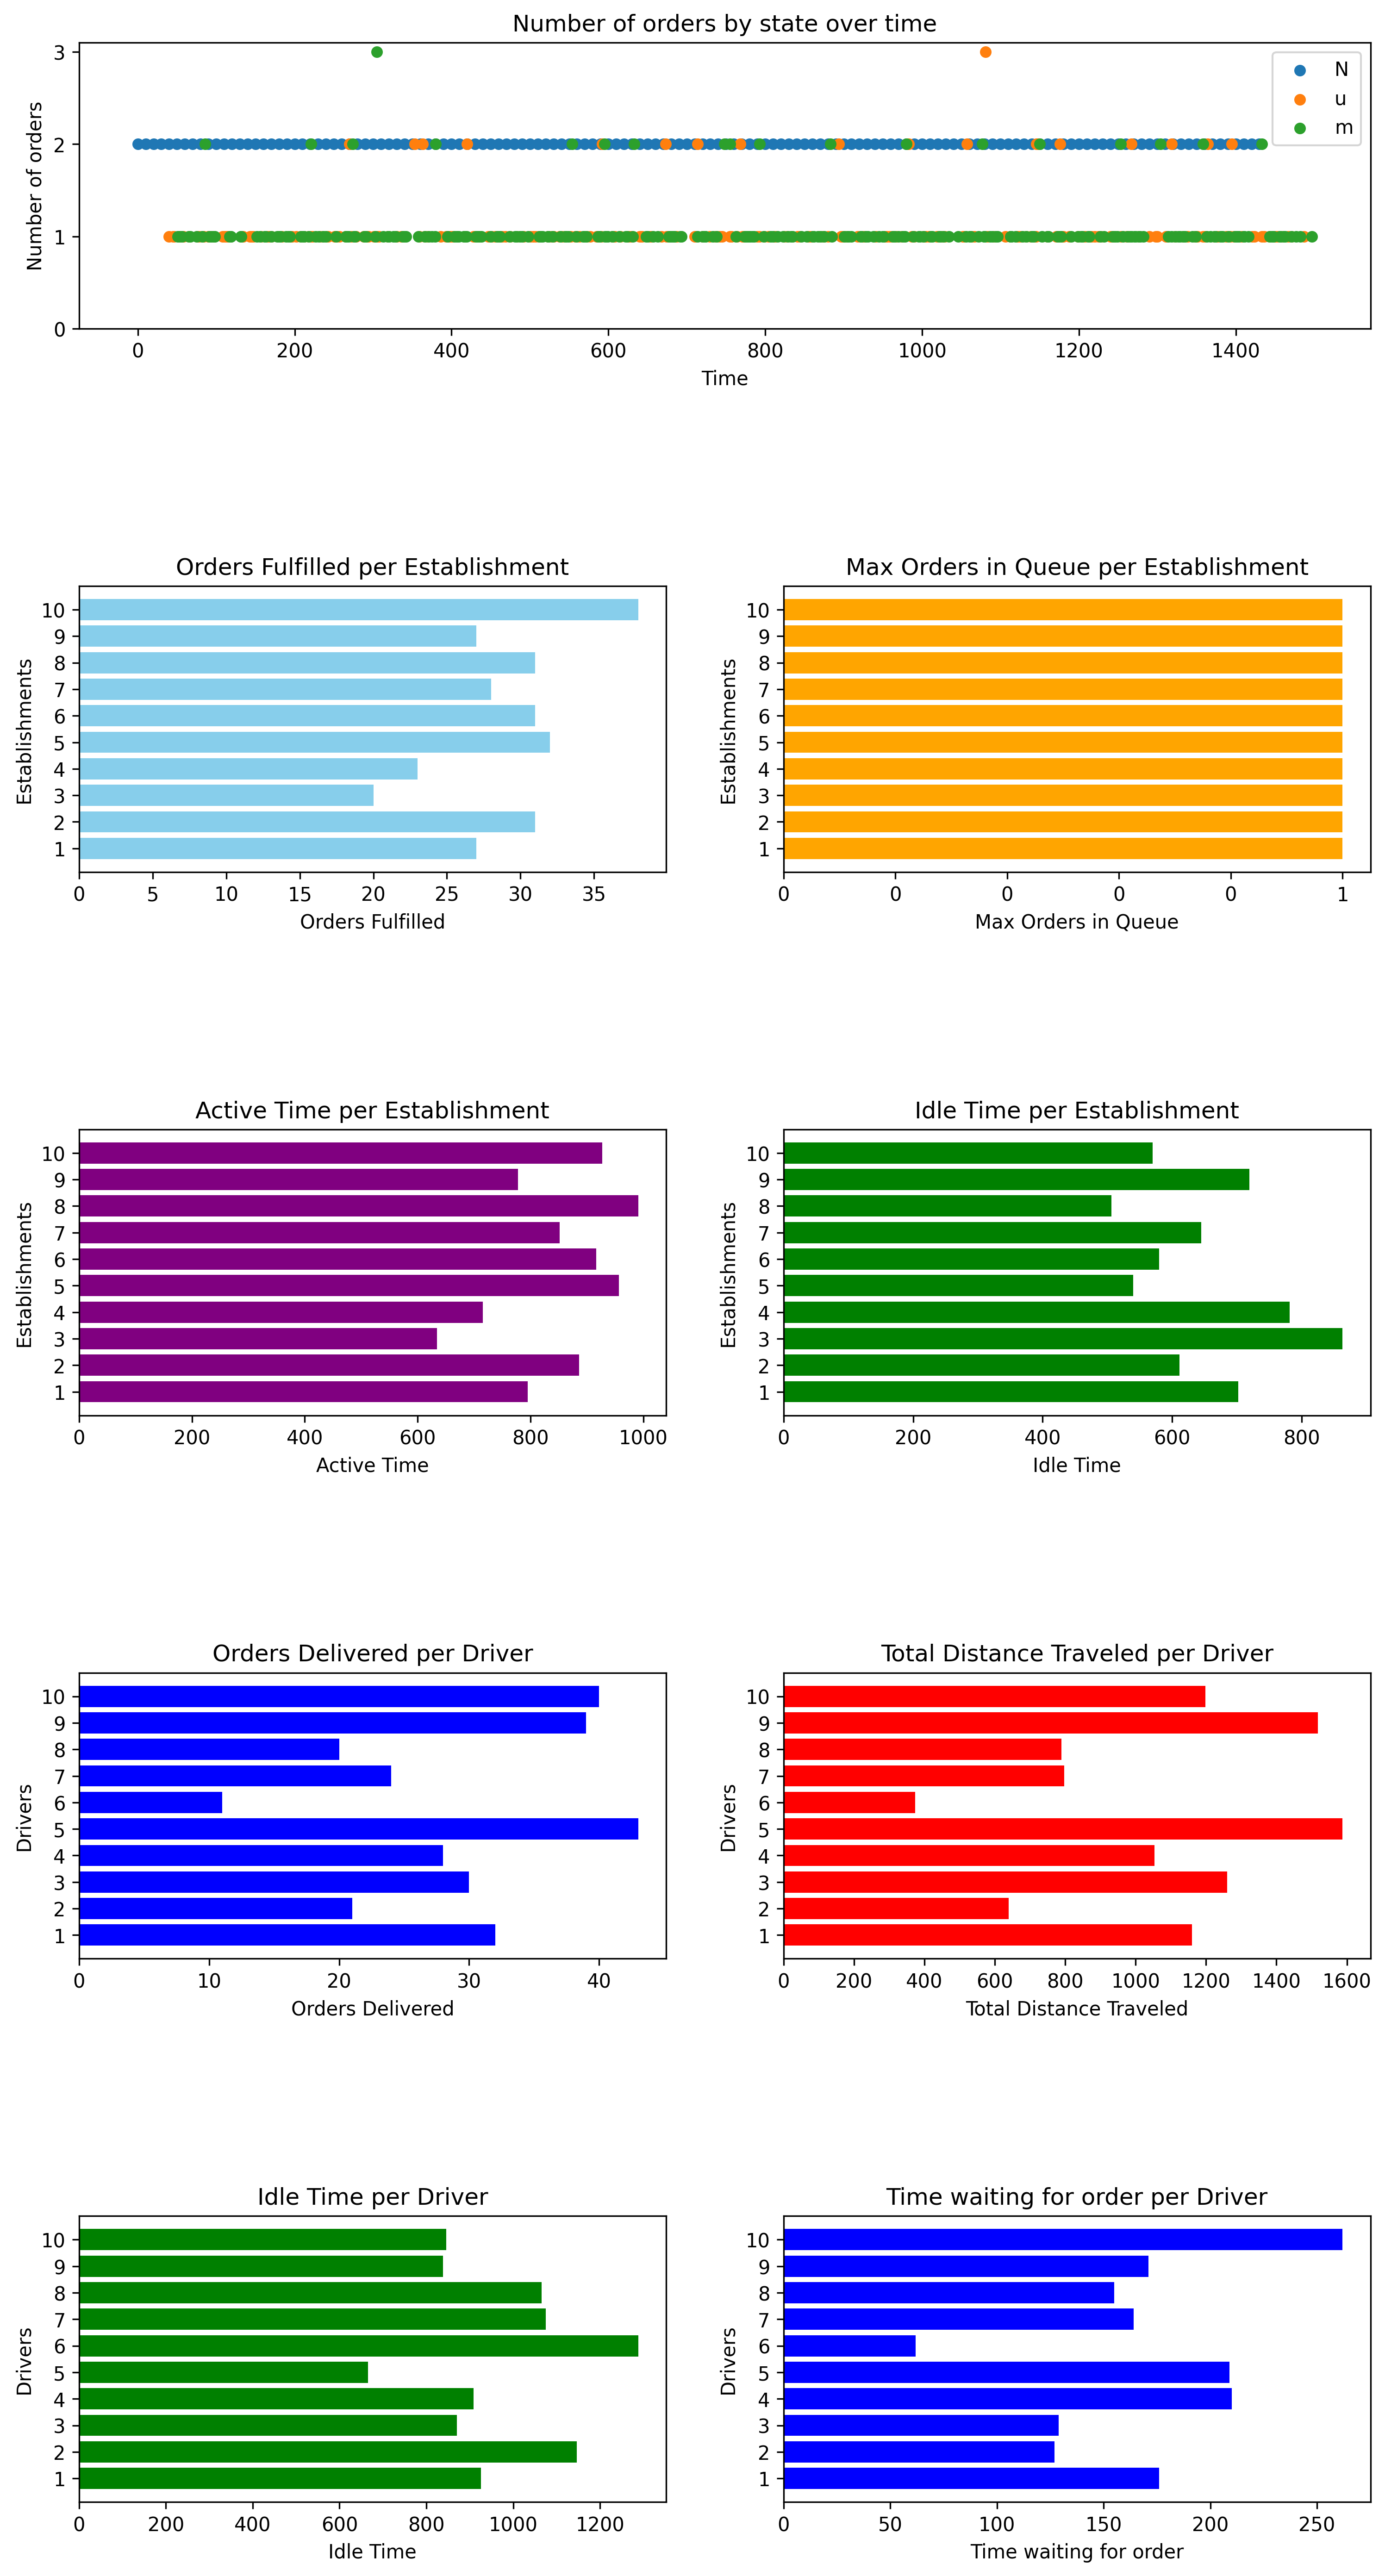 Number of orders by state over time
3
2
1
0
Number of orders
N
u
m
0 200 400 600 800 1000 1200 1400
Time
Orders Fulfilled per Establishment
10
9
8
7
6
5
4
3
2
1
Establishments
0 5 10 15 20 25 30 35
Orders Fulfilled
Max Orders in Queue per Establishment
10
9
8
7
6
5
4
3
2
1
Establishments
0 0 0 0 0 1
Max Orders in Queue
Active Time per Establishment
10
9
8
7
6
5
4
3
2
1
Establishments
0 200 400 600 800 1000
Active Time
Idle Time per Establishment
10
9
8
7
6
5
4
3
2
1
Establishments
0 200 400 600 800
Idle Time
Orders Delivered per Driver
10
9
8
7
6
5
4
3
2
1
Drivers
0 10 20 30 40
Orders Delivered
Total Distance Traveled per Driver
10
9
8
7
6
5
4
3
2
1
Drivers
0 200 400 600 800 1000 1200 1400 1600
Total Distance Traveled
Idle Time per Driver
10
9
8
7
6
5
4
3
2
1
Drivers
0 200 400 600 800 1000 1200
Idle Time
Time waiting for order per Driver
10
9
8
7
6
5
4
3
2
1
Drivers
0 50 100 150 200 250
Time waiting for order